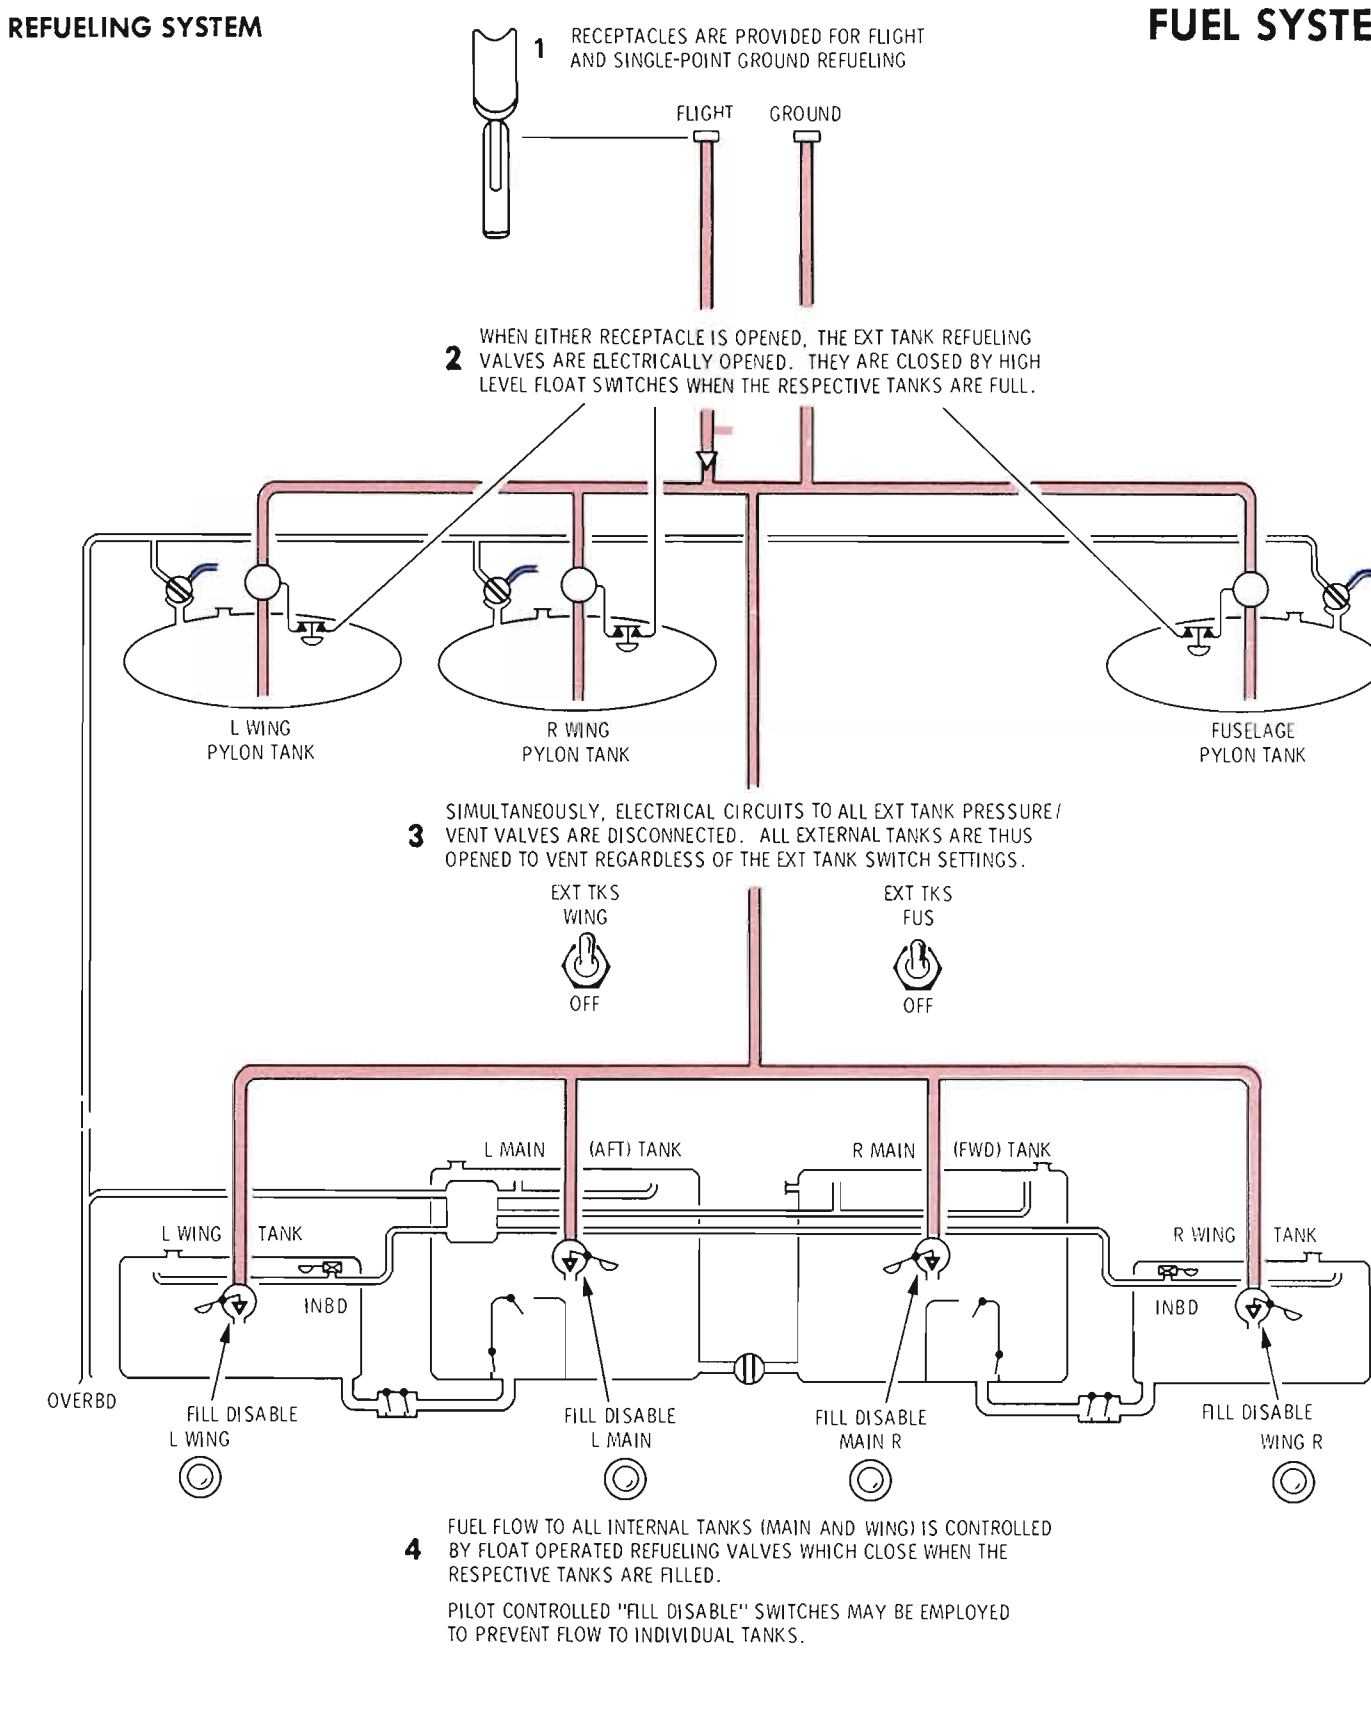 REFUELING SYSTEM
FUEL SYSTE
1 RECEPTACLES ARE PROVIDED FOR FLIGHT
AND SINGLE-POINT GROUND REFUELING
FLIGHT GROUND
WHEN EITHER RECEPTACLE IS OPENED, THE EXT TANK REFUELING
2 VALVES ARE ELECTRICALLY OPENED. THEY ARE CLOSED BY HIGH
LEVEL FLOAT SWITCHES WHEN THE RESPECTIVE TANKS ARE FULL.
L WING
PYLON TANK
R WING
PYLON TANK
FUSELAGE
PYLON TANK
SIMULTANEOUSLY, ELECTRICAL CIRCUITS TO ALL EXT TANK PRESSURE/
3 VENT VALVES ARE DISCONNECTED. ALL EXTERNAL TANKS ARE THUS
OPENED TO VENT REGARDLESS OF THE EXT TANK SWITCH SETTINGS.
EXT TKS
WING
OFF
EXT TKS
FUS
OFF
L MAIN (AFT) TANK
R MAIN (FWD) TANK
L WING TANK
R WING TANK
INBD
INBD
OVERBD
FILL DISABLE
L WING
FILL DISABLE
L MAIN
FILL DISABLE
MAIN R
FILL DISABLE
WING R
FUEL FLOW TO ALL INTERNAL TANKS (MAIN AND WING) IS CONTROLLED
4 BY FLOAT OPERATED REFUELING VALVES WHICH CLOSE WHEN THE
RESPECTIVE TANKS ARE FILLED.
PILOT CONTROLLED "FILL DISABLE" SWITCHES MAY BE EMPLOYED
TO PREVENT FLOW TO INDIVIDUAL TANKS.